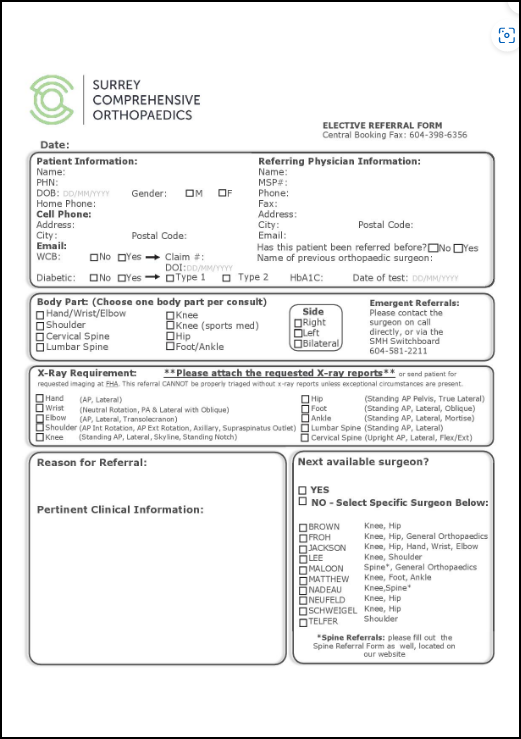 SURREY
COMPREHENSIVE
ORTHOPAEDICS
ELECTIVE REFERRAL FORM
Central Booking Fax: 604-398-6356
Date:
Patient Information:
Name:
PHN:
DOB: DD/MM/YYYY Gender: M F
Home Phone:
Cell Phone:
Address:
City: Postal Code:
Email:
WCB: No Yes Claim #:
DOI:DD/MM/YYYY
Referring Physician Information:
Name:
MSP#:
Phone:
Fax:
Address:
City: Postal Code:
Email:
Has this patient been referred before? No Yes
Name of previous orthopaedic surgeon:
Diabetic: No Yes Type 1 Type 2 HbA1C: Date of test: DD/MM/YYYY
Body Part: (Choose one body part per consult)
Hand/Wrist/Elbow
Shoulder
Cervical Spine
Lumbar Spine
Knee
Knee (sports med)
Hip
Foot/Ankle
Side
Right
Left
Bilateral
Emergent Referrals:
Please contact the
surgeon on call
directly, or via the
SMH Switchboard
604-581-2211
X-Ray Requirement: **Please attach the requested X-ray reports** or send patient for
requested imaging at FHA. This referral CANNOT be properly triaged without x-ray reports unless exceptional circumstances are present.
Hand (AP, Lateral)
Wrist (Neutral Rotation, PA & Lateral with Oblique)
Elbow (AP, Lateral, Transolecranon)
Shoulder (AP Int Rotation, AP Ext Rotation, Axillary, Supraspinatus Outlet)
Knee (Standing AP, Lateral, Skyline, Standing Notch)
Hip (Standing AP Pelvis, True Lateral)
Foot (Standing AP, Lateral, Oblique)
Ankle (Standing AP, Lateral, Mortise)
Lumbar Spine (Standing AP, Lateral)
Cervical Spine (Upright AP, Lateral, Flex/Ext)
Reason for Referral:
Pertinent Clinical Information:
Next available surgeon?
YES
NO - Select Specific Surgeon Below:
BROWN Knee, Hip
FROH Knee, Hip, General Orthopaedics
JACKSON Knee, Hip, Hand, Wrist, Elbow
LEE Knee, Shoulder
MALOON Spine*, General Orthopaedics
MATTHEW Knee, Foot, Ankle
NADEAU Knee,Spine*
NEUFELD Knee, Hip
SCHWEIGEL Knee, Hip
TELFER Shoulder
*Spine Referrals: please fill out the
Spine Referral Form as well, located on
our website